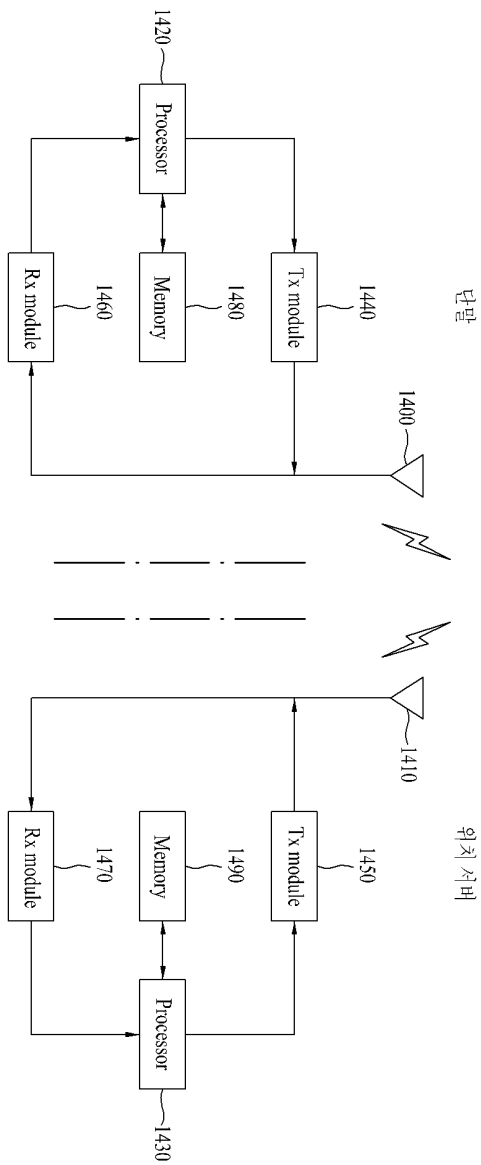 단말
위치 서버
1400
1410
1440
1450
Tx module
Tx module
1480
1490
1420
Processor
Memory
Memory
Processor
1430
1460
1470
Rx module
Rx module